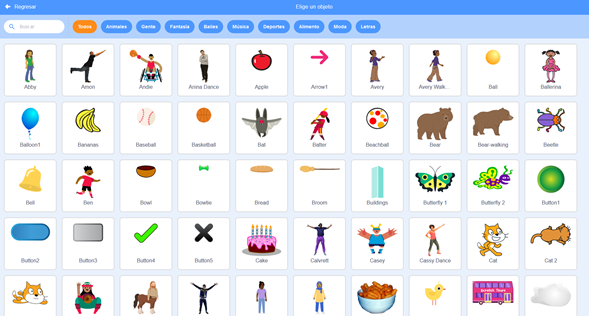 Regresar
Elige un objeto
Buscar
Todos Animales Gente Fantasía Bailes Música Deportes Alimento Moda Letras
Abby Amon Andie Anina Dance Apple Arrow1 Avery Avery Walk... Ball Ballerina
Balloon1 Bananas Baseball Basketball Bat Batter Beachball Bear Bear-walking Beetle
Bell Ben Bowl Bowtie Bread Broom Buildings Butterfly 1 Butterfly 2 Button1
Button2 Button3 Button4 Button5 Cake Calvrett Casey Cassy Dance Cat Cat 2